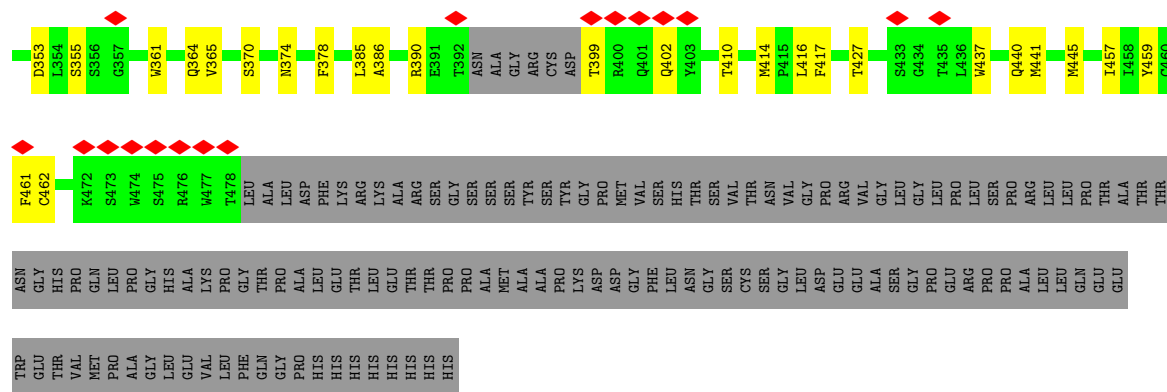 D353 L354 S355 S356 G357 W361 Q364 V365 S370 N374 F378 L385 A386 R390 E391 T392 ASN ALA GLY ARG CYS ASP T399 R400 Q401 Q402 Y403 T410 M414 P415 L416 F417 T427 S433 G434 T435 L436 W437 Q440 M441 M445 I457 I458 Y459 C460
F461 C462 K472 S473 W474 S475 R476 W477 T478 LEU ALA LEU ASP PHE LYS ARG LYS ALA ARG SER GLY SER SER SER TYR SER TYR GLY PRO MET VAL SER HIS THR SER VAL THR ASN VAL GLY PRO ARG VAL GLY LEU GLY LEU PRO LEU SER PRO ARG LEU LEU PRO THR ALA THR THR
ASN GLY HIS PRO GLN LEU PRO GLY HIS ALA LYS PRO GLY THR PRO ALA LEU GLU THR LEU GLU THR THR PRO PRO ALA MET ALA ALA PRO LYS ASP ASP GLY PHE LEU ASN GLY SER CYS SER GLY LEU ASP GLU GLU ALA SER GLY PRO GLU ARG PRO PRO ALA LEU LEU GLN GLU GLU
TRP GLU THR VAL MET PRO ALA GLY LEU GLU VAL LEU PHE GLN GLY PRO HIS HIS HIS HIS HIS HIS HIS HIS